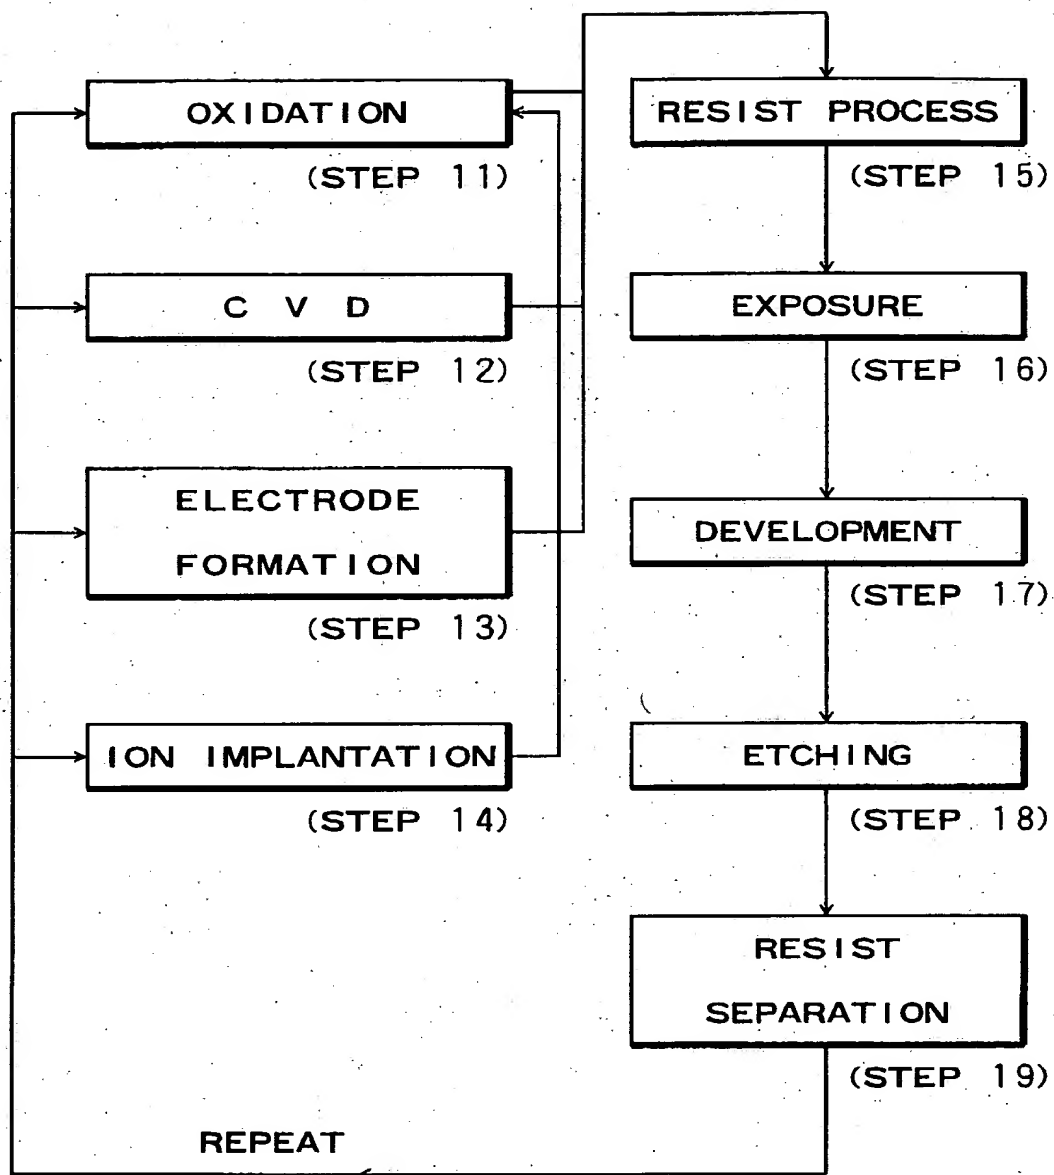 OXIDATION
(STEP 11)
C V D
(STEP 12)
ELECTRODE
FORMATION
(STEP 13)
ION IMPLANTATION
(STEP 14)
RESIST PROCESS
(STEP 15)
EXPOSURE
(STEP 16)
DEVELOPMENT
(STEP 17)
ETCHING
(STEP 18)
RESIST
SEPARATION
(STEP 19)
REPEAT